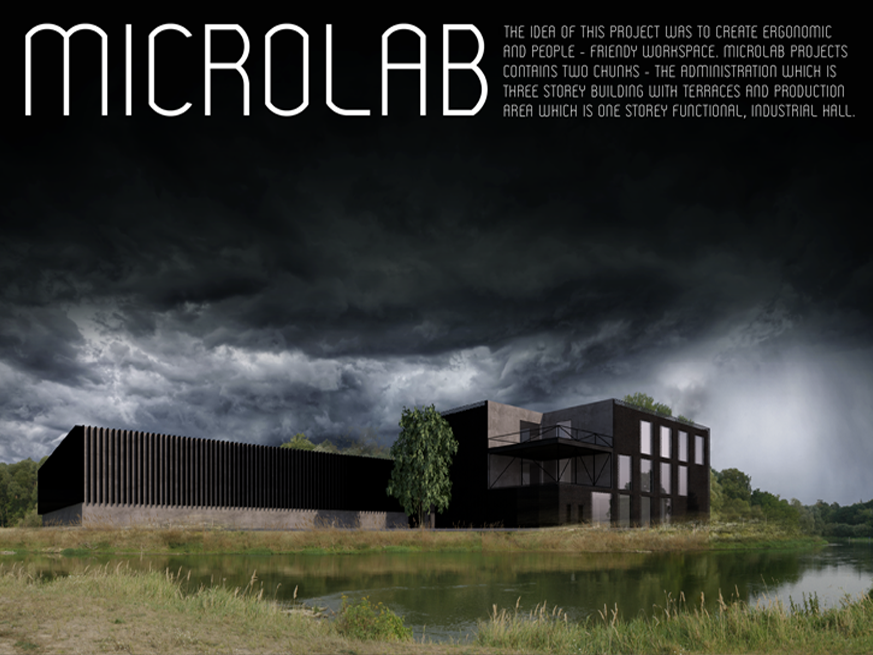 MICROLAB
THE IDEA OF THIS PROJECT WAS TO CREATE ERGONOMIC
AND PEOPLE - FRIENDY WORKSPACE. MICROLAB PROJECTS
CONTAINS TWO CHUNKS - THE ADMINISTRATION WHICH IS
THREE STOREY BUILDING WITH TERRACES AND PRODUCTION
AREA WHICH IS ONE STOREY FUNCTIONAL, INDUSTRIAL HALL.